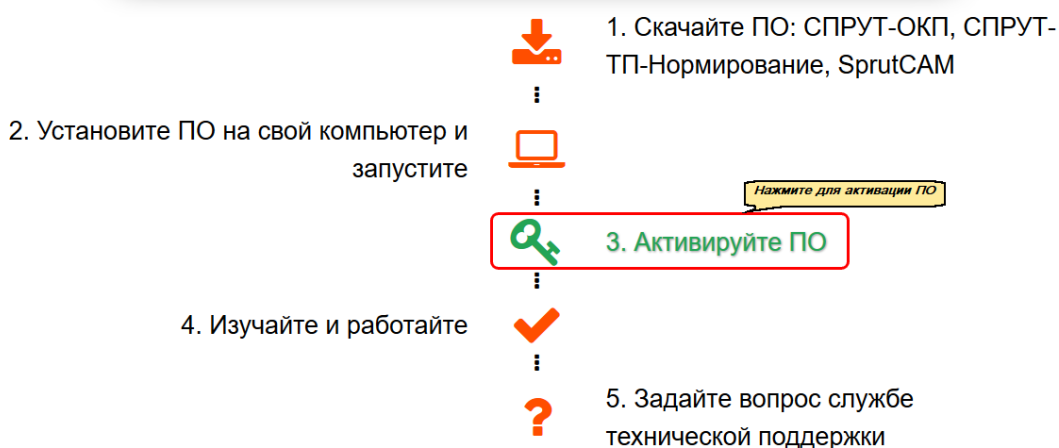 1. Скачайте ПО: СПРУТ-ОКП, СПРУТ-
ТП-Нормирование, SprutCAM
2. Установите ПО на свой компьютер и
запустите
Нажмите для активации ПО
3. Активируйте ПО
4. Изучайте и работайте
5. Задайте вопрос службе
технической поддержки